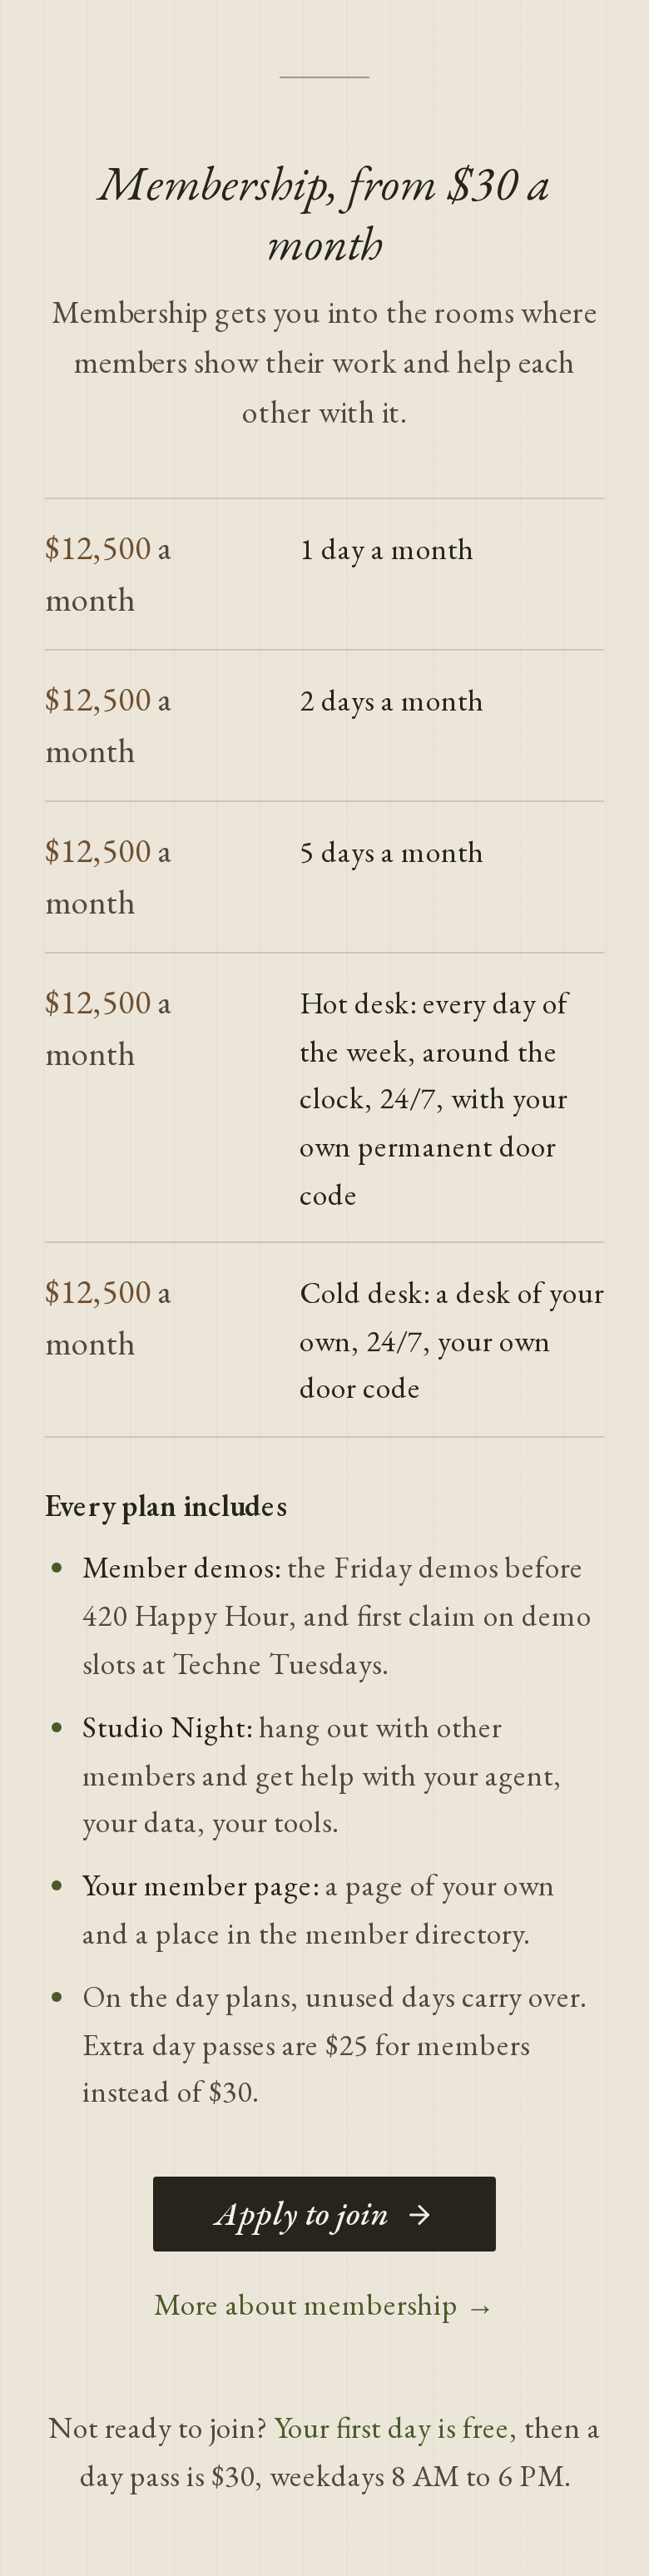 Membership, from $30 a
month
Membership gets you into the rooms where
members show their work and help each
other with it.
$12,500 a
month
1 day a month
$12,500 a
month
2 days a month
$12,500 a
month
5 days a month
$12,500 a
month
Hot desk: every day of
the week, around the
clock, 24/7, with your
own permanent door
code
$12,500 a
month
Cold desk: a desk of your
own, 24/7, your own
door code
Every plan includes
• Member demos: the Friday demos before
420 Happy Hour, and first claim on demo
slots at Techne Tuesdays.
• Studio Night: hang out with other
members and get help with your agent,
your data, your tools.
• Your member page: a page of your own
and a place in the member directory.
• On the day plans, unused days carry over.
Extra day passes are $25 for members
instead of $30.
Apply to join →
More about membership →
Not ready to join? Your first day is free, then a
day pass is $30, weekdays 8 AM to 6 PM.